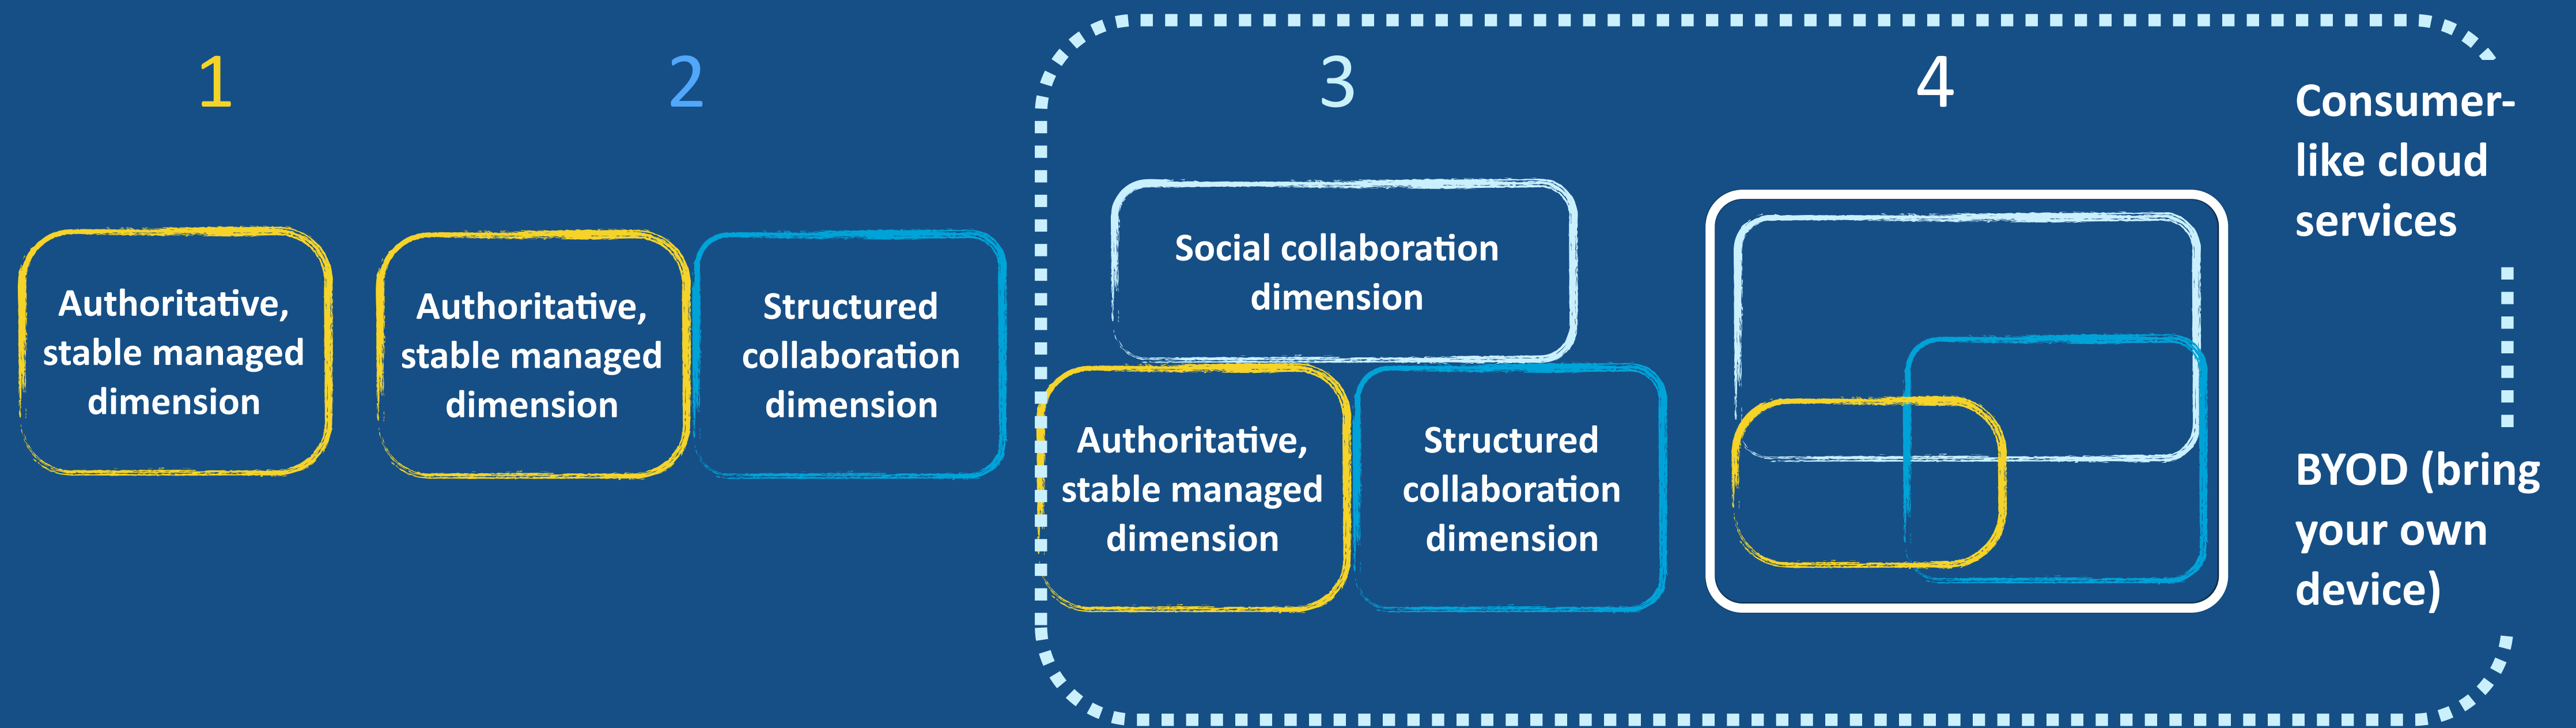 1
Authoritative,
stable managed
dimension
2
Authoritative,
stable managed
dimension
Structured
collaboration
dimension
3
Social collaboration
dimension
Authoritative,
stable managed
dimension
Structured
collaboration
dimension
4
Consumer-
like cloud
services
BYOD (bring
your own
device)